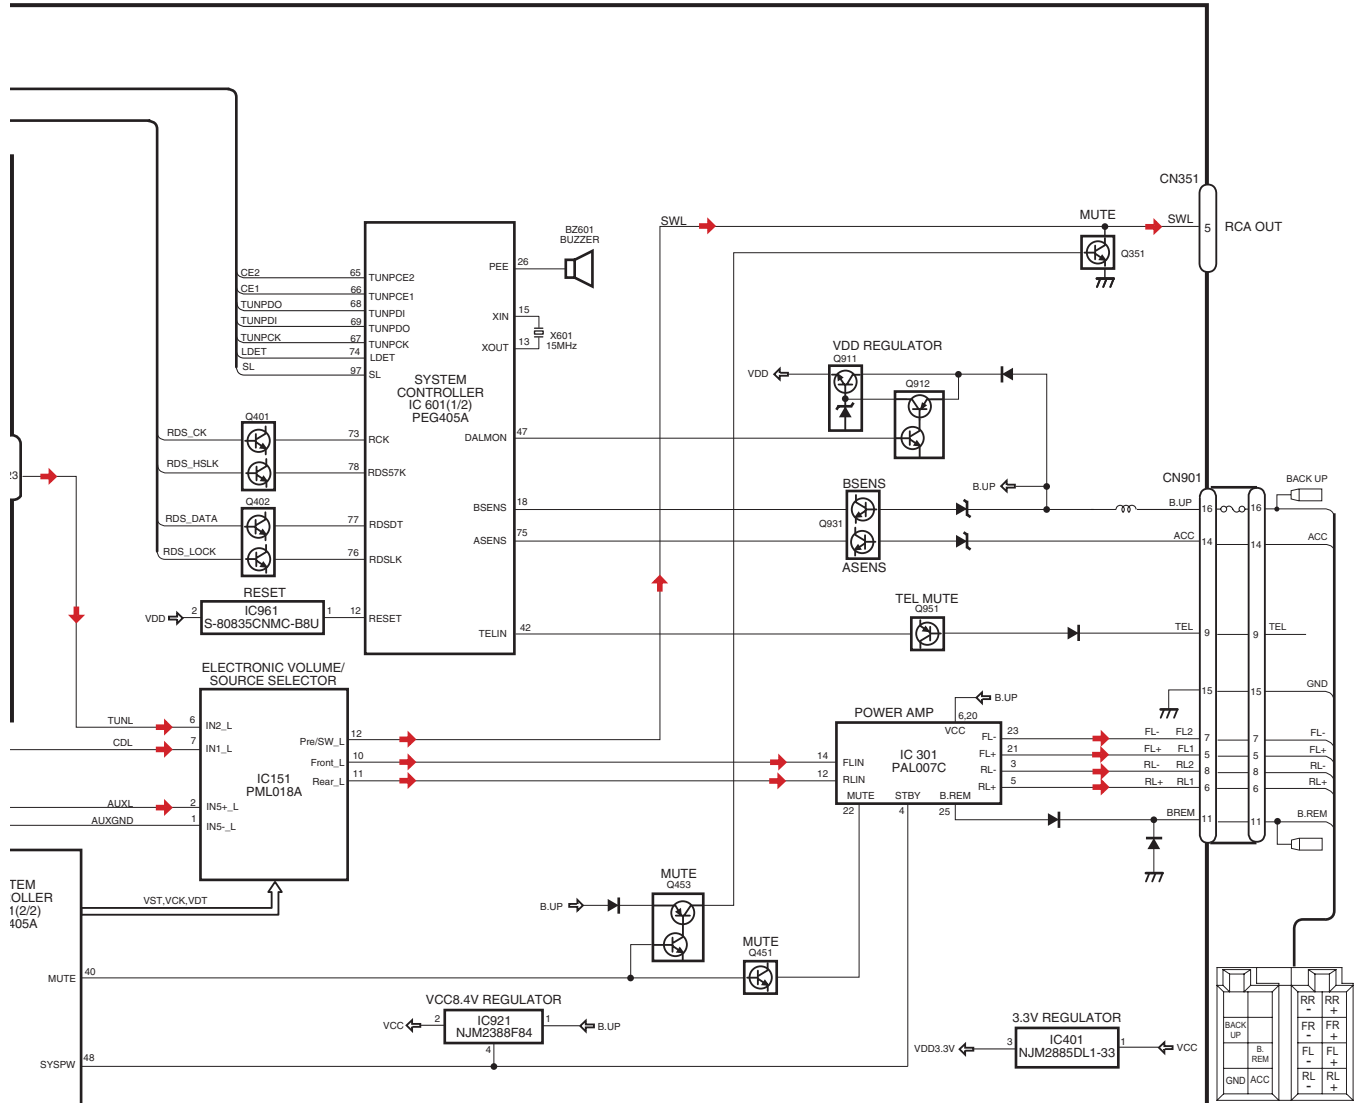 CN351
SWL
MUTE
SWL
5
RCA OUT
Q351
BZ601
BUZZER
CE2
65
TUNPCE2
PEE
26
CE1
66
TUNPCE1
TUNPDO
68
TUNPDI
XIN
15
TUNPDI
69
TUNPDO
X601
15MHz
TUNPCK
67
TUNPCK
XOUT
13
LDET
74
LDET
SL
97
SL
VDD REGULATOR
Q911
VDD
Q912
SYSTEM
CONTROLLER
IC 601(1/2)
PEG405A
Q401
RDS_CK
73
RCK
DALMON
47
RDS_HSLK
78
RDS57K
Q402
RDS_DATA
77
RDSDT
RDS_LOCK
76
RDSLK
BSENS
18
BSENS
Q931
B.UP
CN901
B.UP
16
16
BACK UP
ASENS
75
ASENS
ACC
14
14
ACC
RESET
VDD
2
IC961
S-80835CNMC-B8U
1
12
RESET
TELIN
42
TEL MUTE
Q951
TEL
9
9
TEL
ELECTRONIC VOLUME/
SOURCE SELECTOR
15
15
GND
TUNL
6
IN2_L
CDL
7
IN1_L
Pre/SW_L
12
Front_L
10
Rear_L
11
IC151
PML018A
AUXL
2
IN5+_L
AUXGND
1
IN5-_L
POWER AMP
B.UP
6,20
VCC
IC 301
PAL007C
14
FLIN
12
RLIN
FL-
23
FL-
FL2
7
7
FL-
FL+
21
FL+
FL1
5
5
FL+
RL-
3
RL-
RL2
8
8
RL-
RL+
5
RL+
RL1
6
6
RL+
MUTE
STBY
B.REM
22
4
25
BREM
11
11
B.REM
VST,VCK,VDT
MUTE
Q453
B.UP
MUTE
Q451
MUTE
40
VCC8.4V REGULATOR
VCC
2
IC921
NJM2388F84
1
B.UP
4
SYSPW
48
3.3V REGULATOR
VDD3.3V
3
IC401
NJM2885DL1-33
1
VCC
RR
-
RR
+
BACK
UP
FR
-
FR
+
B.
REM
FL
-
FL
+
GND
ACC
RL
-
RL
+